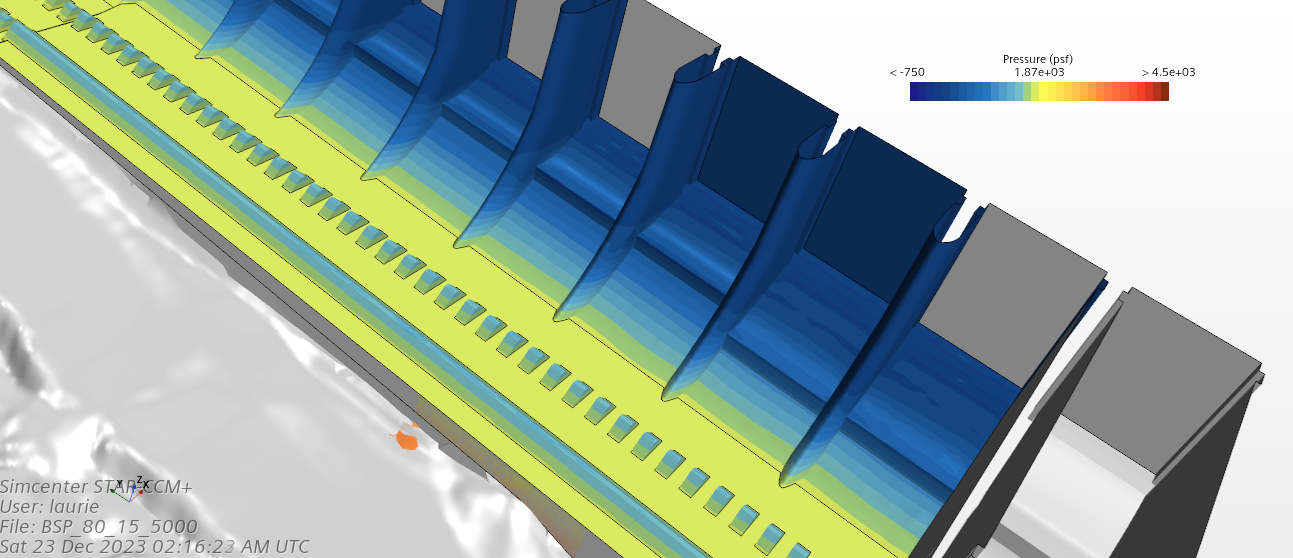 Pressure (psf)
< -750 1.87e+03 > 4.5e+03
Simcenter STAR-CCM+
User: laurie
File: BSP_80_15_5000
Sat 23 Dec 2023 02:16:23 AM UTC